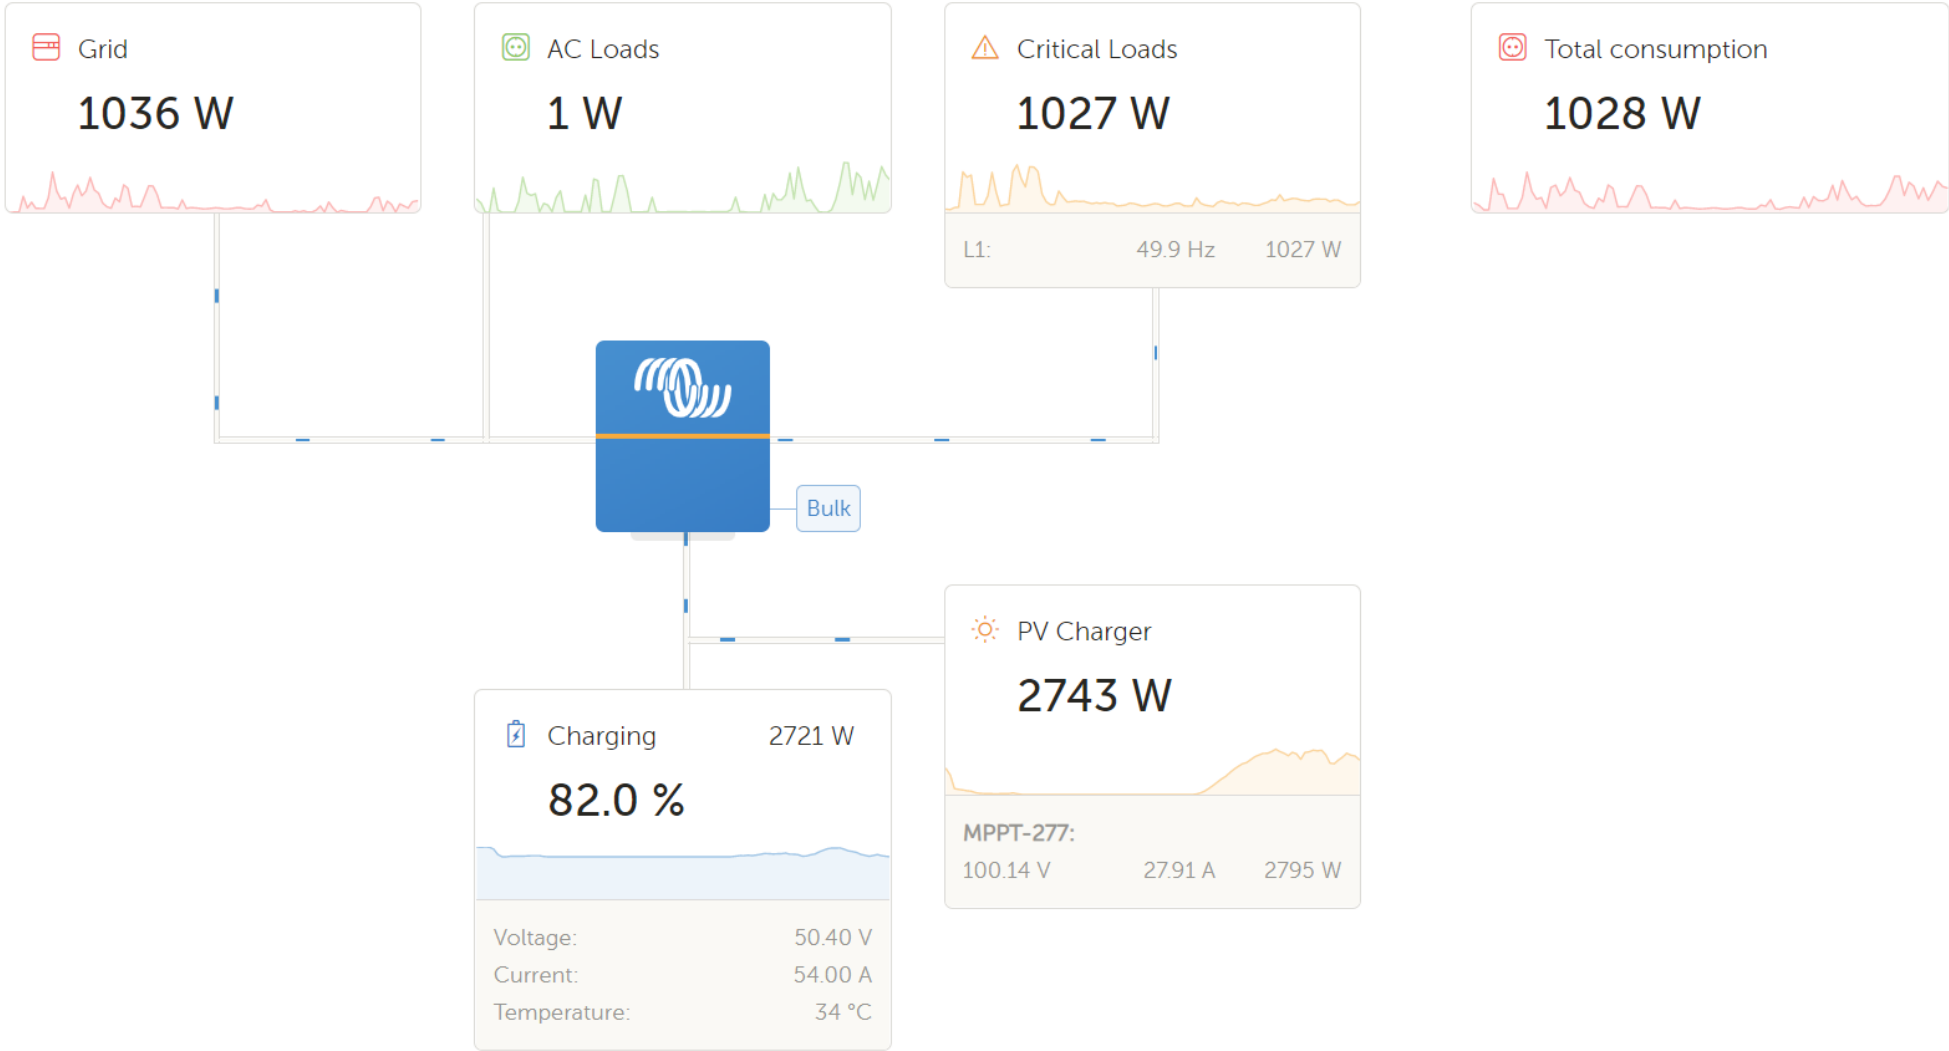 Grid
1036 W
AC Loads
1 W
Critical Loads
1027 W
L1: 49.9 Hz 1027 W
Total consumption
1028 W
Bulk
PV Charger
2743 W
MPPT-277:
100.14 V 27.91 A 2795 W
Charging 2721 W
82.0 %
Voltage: 50.40 V
Current: 54.00 A
Temperature: 34 °C